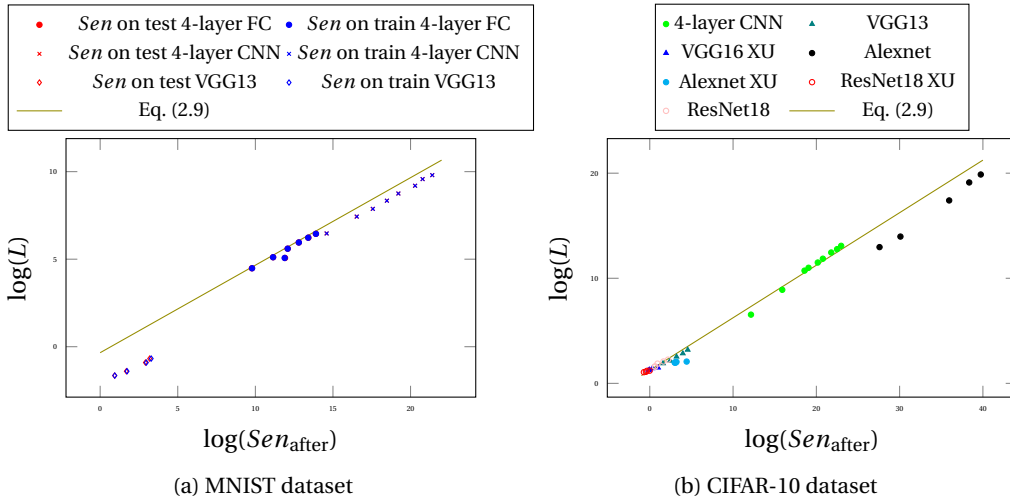 Sen on test 4-layer FC
Sen on train 4-layer FC
Sen on test 4-layer CNN
Sen on train 4-layer CNN
Sen on test VGG13
Sen on train VGG13
Eq. (2.9)
10
5
0
log(L)
0
5
10
15
20
log(Sen_after)
(a) MNIST dataset
4-layer CNN
VGG13
VGG16 XU
Alexnet
Alexnet XU
ResNet18 XU
ResNet18
Eq. (2.9)
20
10
0
log(L)
0
10
20
30
40
log(Sen_after)
(b) CIFAR-10 dataset